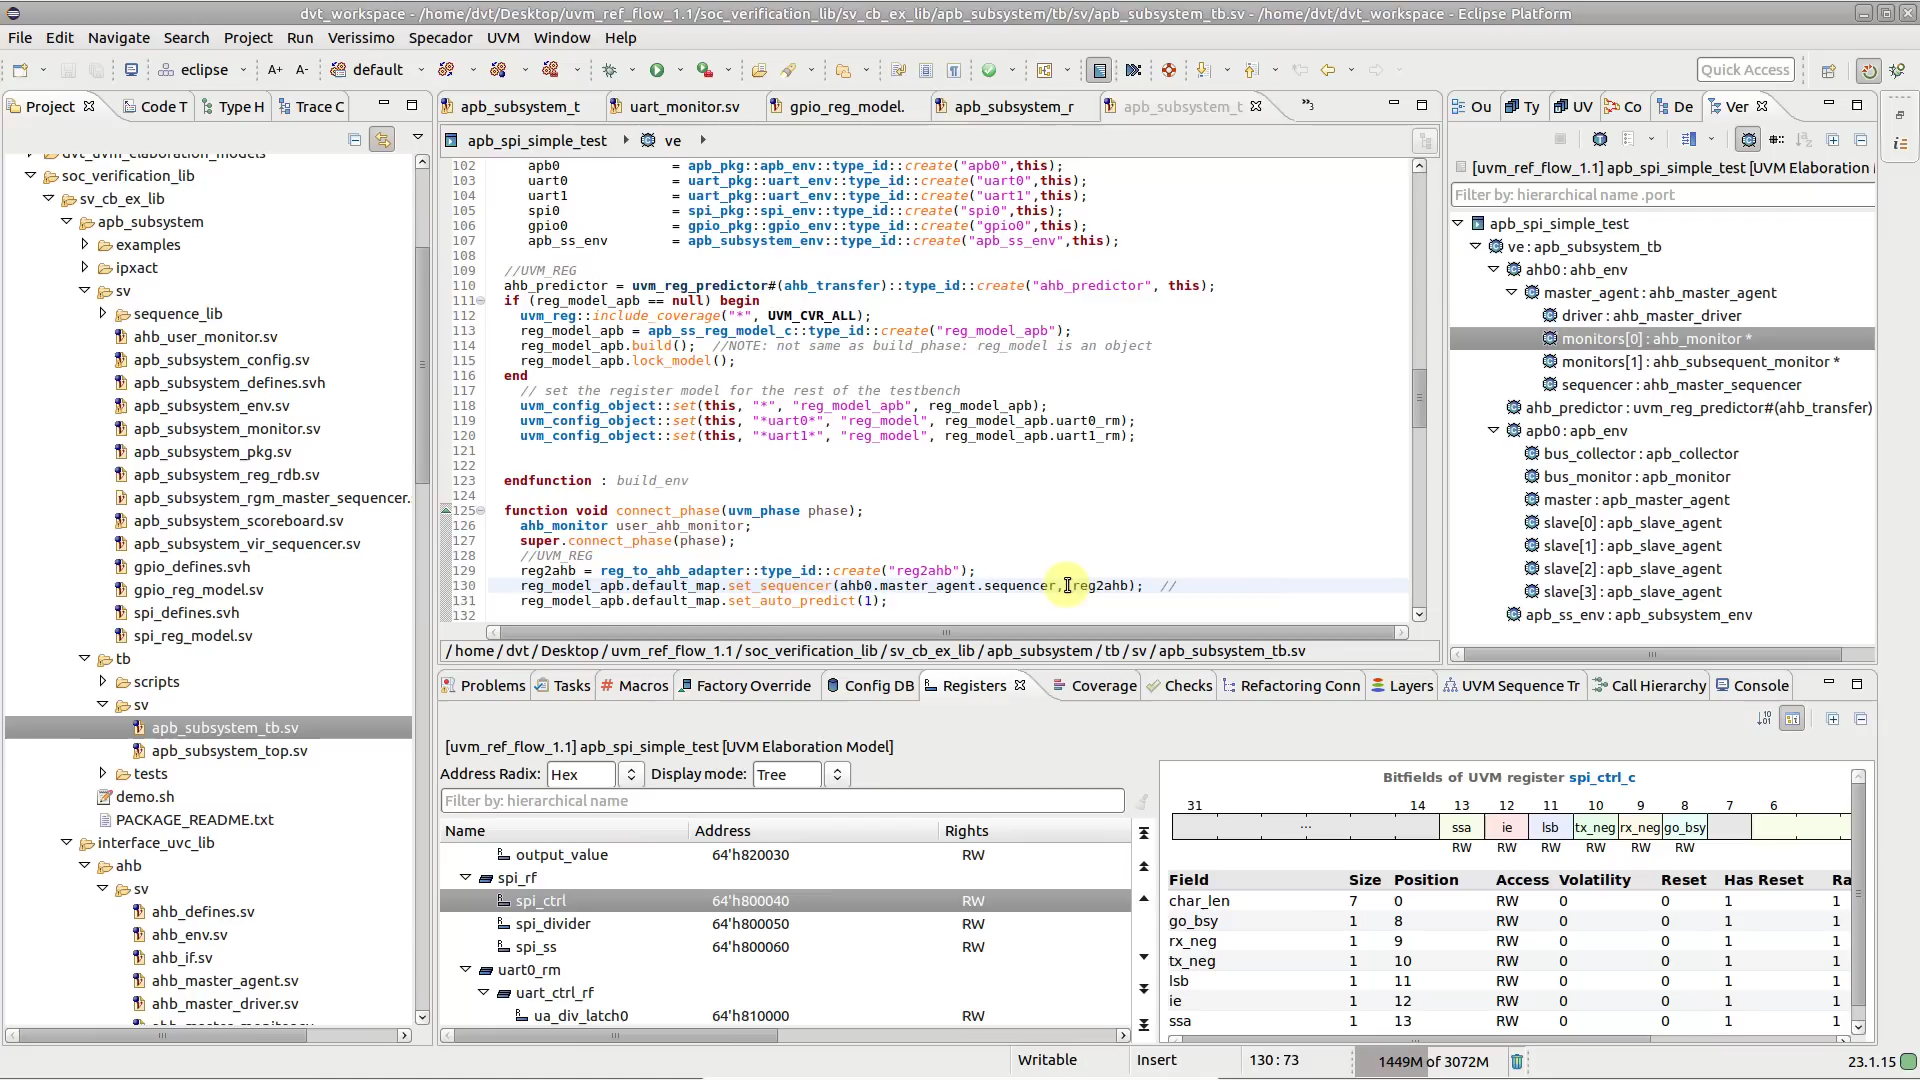 dvt_workspace - /home/dvt/Desktop/uvm_ref_flow_1.1/soc_verification_lib/sv_cb_ex_lib/apb_subsystem/tb/sv/apb_subsystem_tb.sv - /home/dvt/dvt_workspace - Eclipse Platform
File Edit Navigate Search Project Run Verissimo Specador UVM Window Help
eclipse A+ A- default Quick Access
Project Code T Type H Trace C
dvt_uvm_elaboration_models
soc_verification_lib
sv_cb_ex_lib
apb_subsystem
examples
ipxact
sv
sequence_lib
ahb_user_monitor.sv
apb_subsystem_config.sv
apb_subsystem_defines.svh
apb_subsystem_env.sv
apb_subsystem_monitor.sv
apb_subsystem_pkg.sv
apb_subsystem_reg_rdb.sv
apb_subsystem_rgm_master_sequencer.
apb_subsystem_scoreboard.sv
apb_subsystem_vir_sequencer.sv
gpio_defines.svh
gpio_reg_model.sv
spi_defines.svh
spi_reg_model.sv
tb
scripts
sv
apb_subsystem_tb.sv
apb_subsystem_top.sv
tests
demo.sh
PACKAGE_README.txt
interface_uvc_lib
ahb
sv
ahb_defines.sv
ahb_env.sv
ahb_if.sv
ahb_master_agent.sv
ahb_master_driver.sv
apb_subsystem_t uart_monitor.sv gpio_reg_model. apb_subsystem_r apb_subsystem_t »3
apb_spi_simple_test ve
102 apb0 = apb_pkg::apb_env::type_id::create("apb0",this);
103 uart0 = uart_pkg::uart_env::type_id::create("uart0",this);
104 uart1 = uart_pkg::uart_env::type_id::create("uart1",this);
105 spi0 = spi_pkg::spi_env::type_id::create("spi0",this);
106 gpio0 = gpio_pkg::gpio_env::type_id::create("gpio0",this);
107 apb_ss_env = apb_subsystem_env::type_id::create("apb_ss_env",this);
108
109 //UVM_REG
110 ahb_predictor = uvm_reg_predictor#(ahb_transfer)::type_id::create("ahb_predictor", this);
111 if (reg_model_apb == null) begin
112 uvm_reg::include_coverage("*", UVM_CVR_ALL);
113 reg_model_apb = apb_ss_reg_model_c::type_id::create("reg_model_apb");
114 reg_model_apb.build(); //NOTE: not same as build_phase: reg_model is an object
115 reg_model_apb.lock_model();
116 end
117 // set the register model for the rest of the testbench
118 uvm_config_object::set(this, "*", "reg_model_apb", reg_model_apb);
119 uvm_config_object::set(this, "*uart0*", "reg_model", reg_model_apb.uart0_rm);
120 uvm_config_object::set(this, "*uart1*", "reg_model", reg_model_apb.uart1_rm);
121
122
123 endfunction : build_env
124
125 function void connect_phase(uvm_phase phase);
126 ahb_monitor user_ahb_monitor;
127 super.connect_phase(phase);
128 //UVM_REG
129 reg2ahb = reg_to_ahb_adapter::type_id::create("reg2ahb");
130 reg_model_apb.default_map.set_sequencer(ahb0.master_agent.sequencer, reg2ahb); //
131 reg_model_apb.default_map.set_auto_predict(1);
132
/ home / dvt / Desktop / uvm_ref_flow_1.1 / soc_verification_lib / sv_cb_ex_lib / apb_subsystem / tb / sv / apb_subsystem_tb.sv
Ou Ty UV Co De Ver
[uvm_ref_flow_1.1] apb_spi_simple_test [UVM Elaboration
Filter by: hierarchical name .port
apb_spi_simple_test
ve : apb_subsystem_tb
ahb0 : ahb_env
master_agent : ahb_master_agent
driver : ahb_master_driver
monitors[0] : ahb_monitor *
monitors[1] : ahb_subsequent_monitor *
sequencer : ahb_master_sequencer
ahb_predictor : uvm_reg_predictor#(ahb_transfer)
apb0 : apb_env
bus_collector : apb_collector
bus_monitor : apb_monitor
master : apb_master_agent
slave[0] : apb_slave_agent
slave[1] : apb_slave_agent
slave[2] : apb_slave_agent
slave[3] : apb_slave_agent
apb_ss_env : apb_subsystem_env
Problems Tasks # Macros Factory Override Config DB Registers Coverage Checks Refactoring Conn Layers UVM Sequence Tr Call Hierarchy Console
[uvm_ref_flow_1.1] apb_spi_simple_test [UVM Elaboration Model]
Address Radix: Hex Display mode: Tree
Filter by: hierarchical name
Name Address Rights
output_value 64'h820030 RW
spi_rf
spi_ctrl 64'h800040 RW
spi_divider 64'h800050 RW
spi_ss 64'h800060 RW
uart0_rm
uart_ctrl_rf
ua_div_latch0 64'h810000 RW
Bitfields of UVM register spi_ctrl_c
31 14 13 12 11 10 9 8 7 6
... ssa ie lsb tx_neg rx_neg go_bsy
RW RW RW RW RW RW
Field Size Position Access Volatility Reset Has Reset Ra
char_len 7 0 RW 0 0 1 1
go_bsy 1 8 RW 0 0 1 1
rx_neg 1 9 RW 0 0 1 1
tx_neg 1 10 RW 0 0 1 1
lsb 1 11 RW 0 0 1 1
ie 1 12 RW 0 0 1 1
ssa 1 13 RW 0 0 1 1
Writable Insert 130 : 73 1449M of 3072M 23.1.15